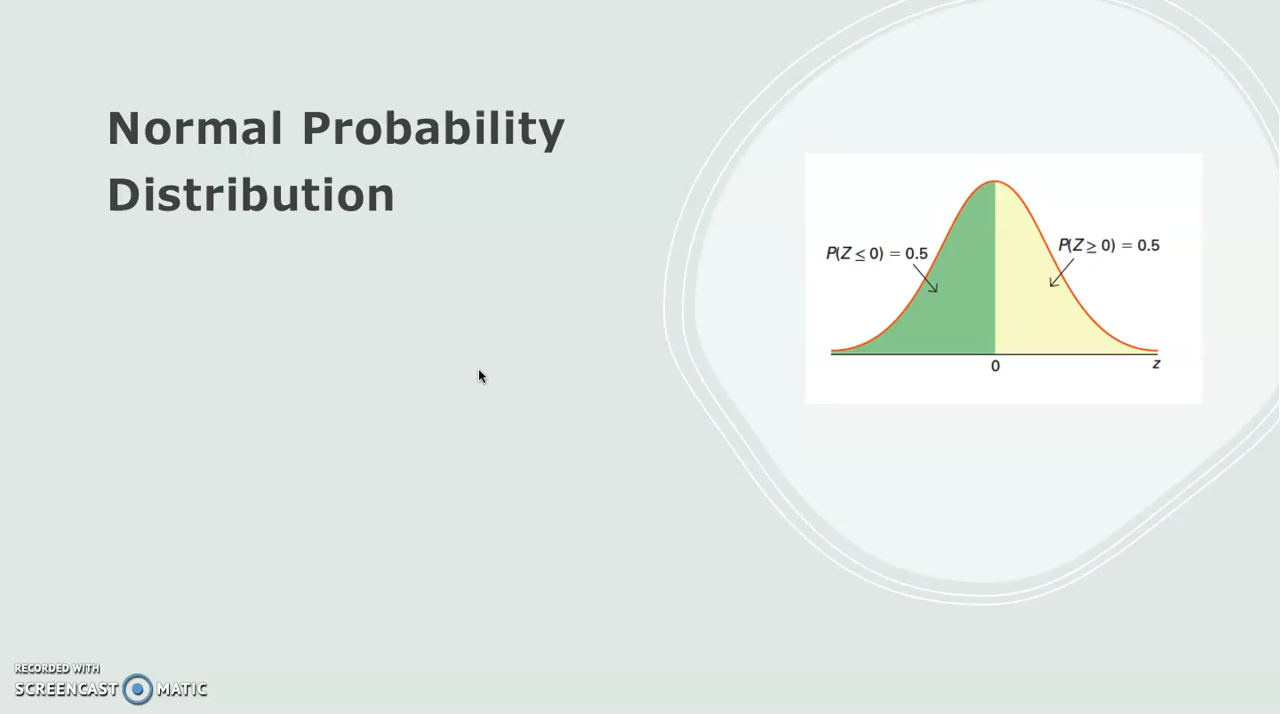 Normal Probability
Distribution
P(Z ≤ 0) = 0.5
P(Z ≥ 0) = 0.5
0
z
RECORDED WITH
SCREENCAST MATIC